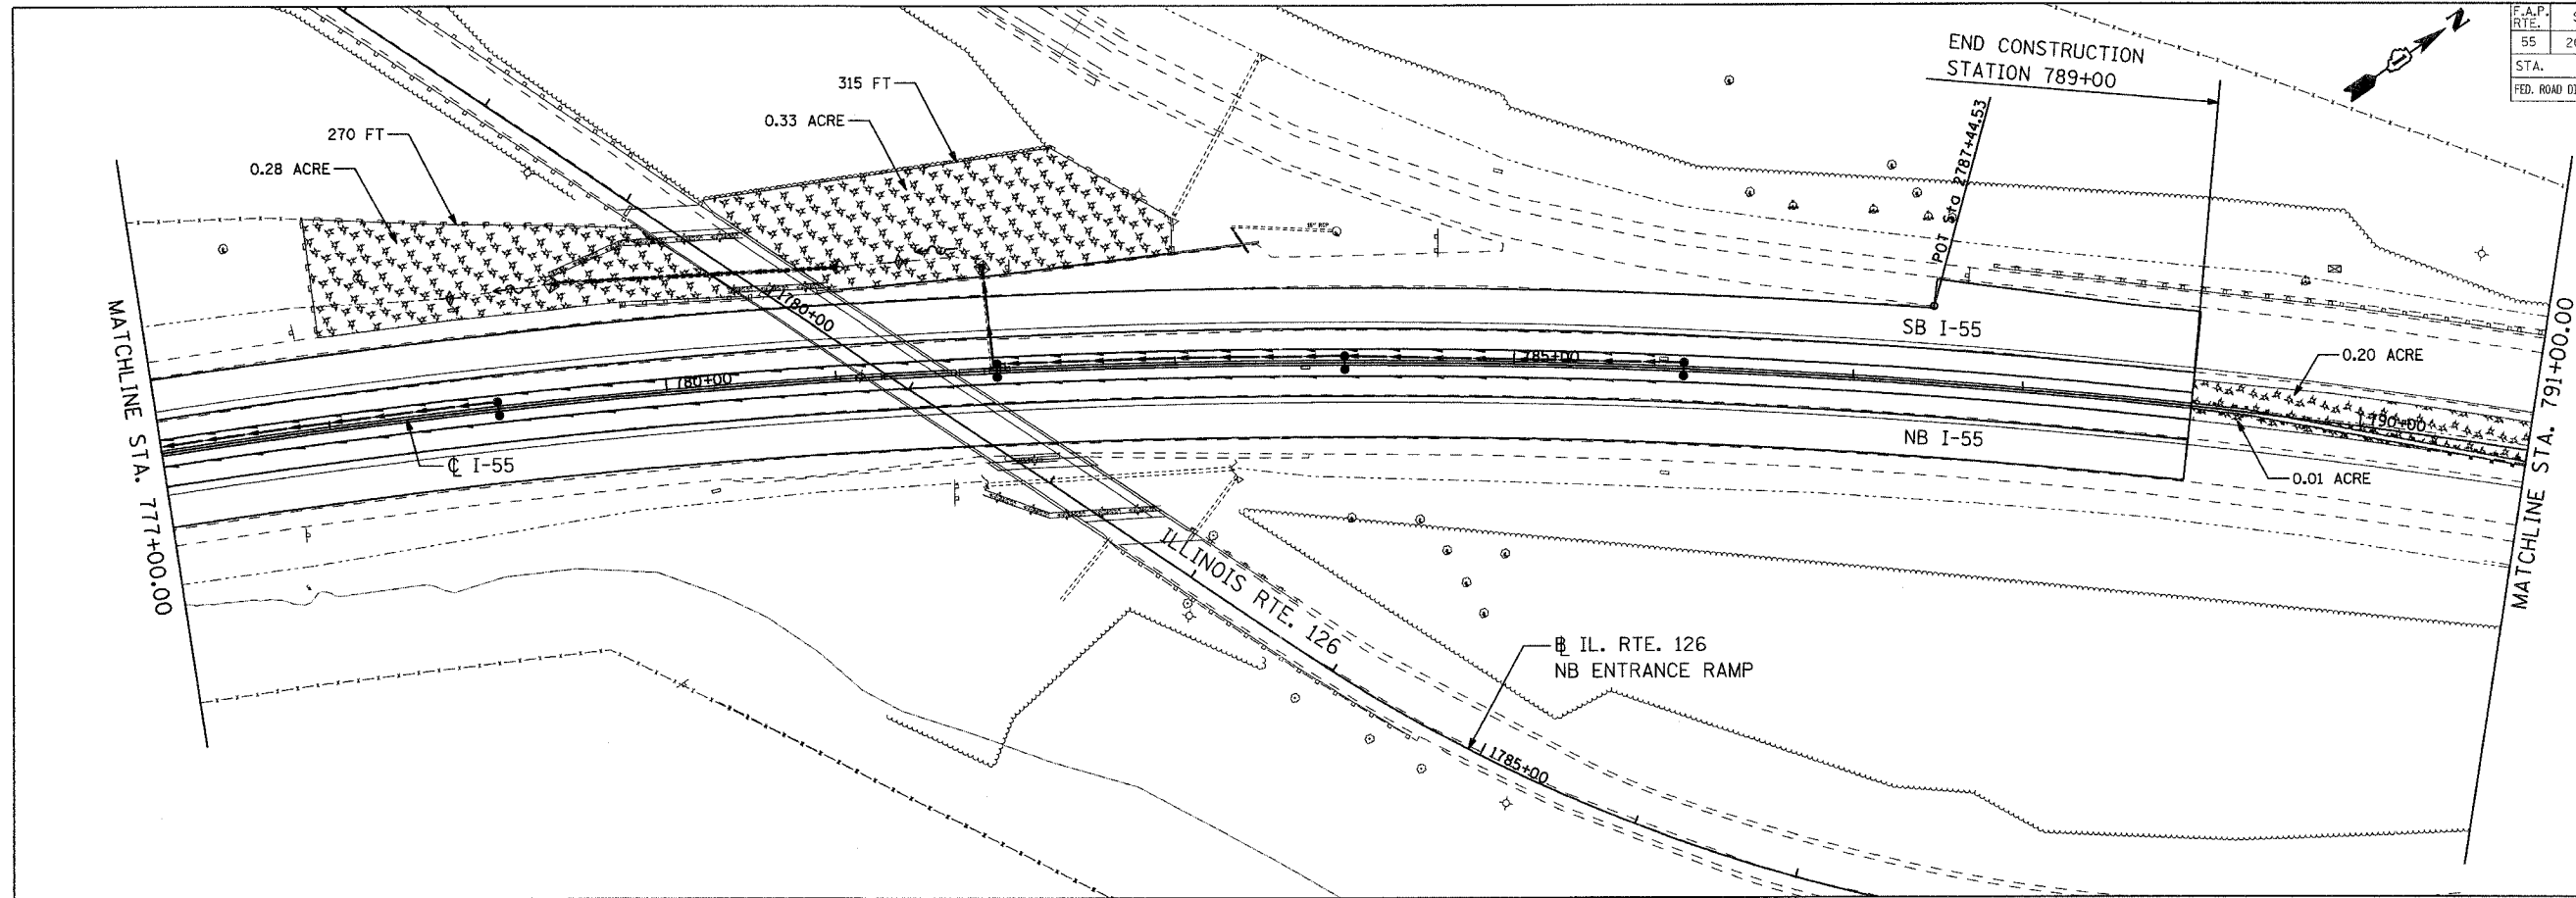 F.A.P.
RTE.
55
STA.
FED. ROAD DI
N
END CONSTRUCTION
STATION 789+00
POT Sta 2787+44.53
315 FT
0.33 ACRE
270 FT
0.28 ACRE
MATCHLINE STA. 777+00.00
1780+00
780+00
785+00
SB I-55
NB I-55
0.20 ACRE
790+00
0.01 ACRE
MATCHLINE STA. 791+00.00
℄ I-55
ILLINOIS RTE. 126
IL. RTE. 126
NB ENTRANCE RAMP
1785+00